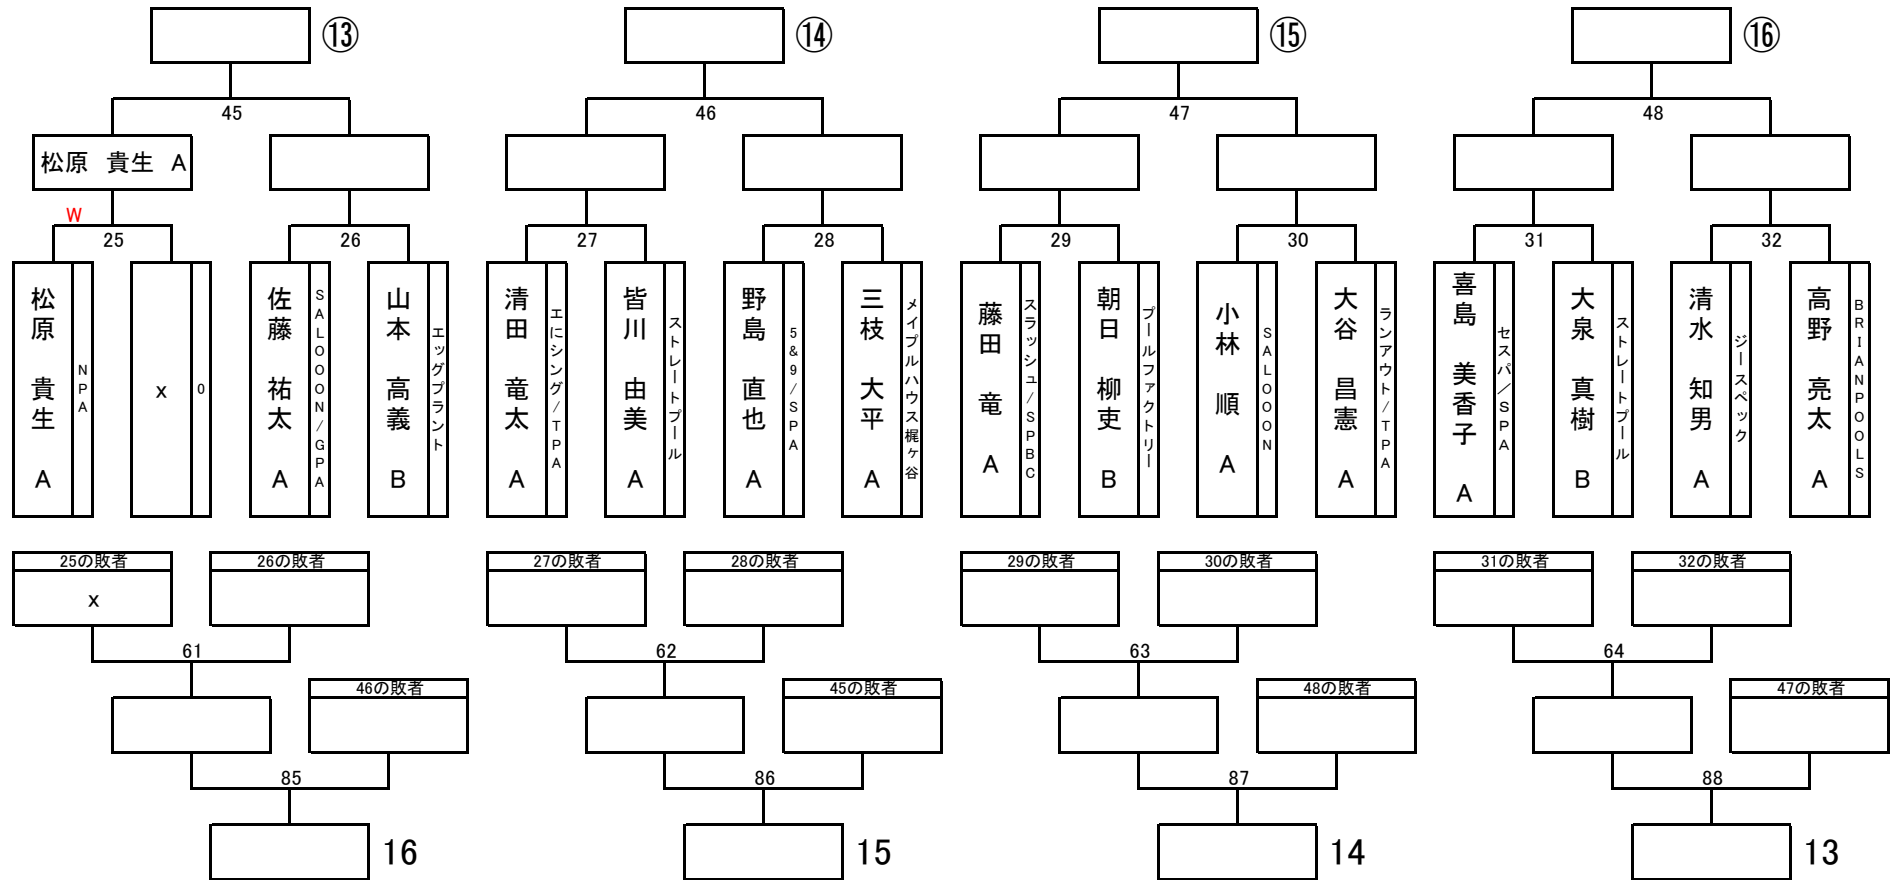 ⑬
⑭
⑮
⑯
45
46
47
48
松原 貴生 A
W
25
26
27
28
29
30
31
32
松原 貴生 A
NPA
x
0
佐藤 祐太 A
SALOOON/GPA
山本 高義 B
エッグプラント
清田 竜太 A
エにシング/TPA
皆川 由美 A
ストレートプール
野島 直也 A
5&9/SPA
三枝 大平 A
メイプルハウス梶ヶ谷
藤田 竜 A
スラッシュ/SPBC
朝日 柳吏 B
プールファクトリー
小林 順 A
SALOOON
大谷 昌憲 A
ランアウト/TPA
喜島 美香子 A
セスパ/SPA
大泉 真樹 B
ストレートプール
清水 知男 A
ジースペック
高野 亮太 A
BRIANPOOLS
25の敗者
26の敗者
27の敗者
28の敗者
29の敗者
30の敗者
31の敗者
32の敗者
x
61
62
63
64
46の敗者
45の敗者
48の敗者
47の敗者
85
86
87
88
16
15
14
13